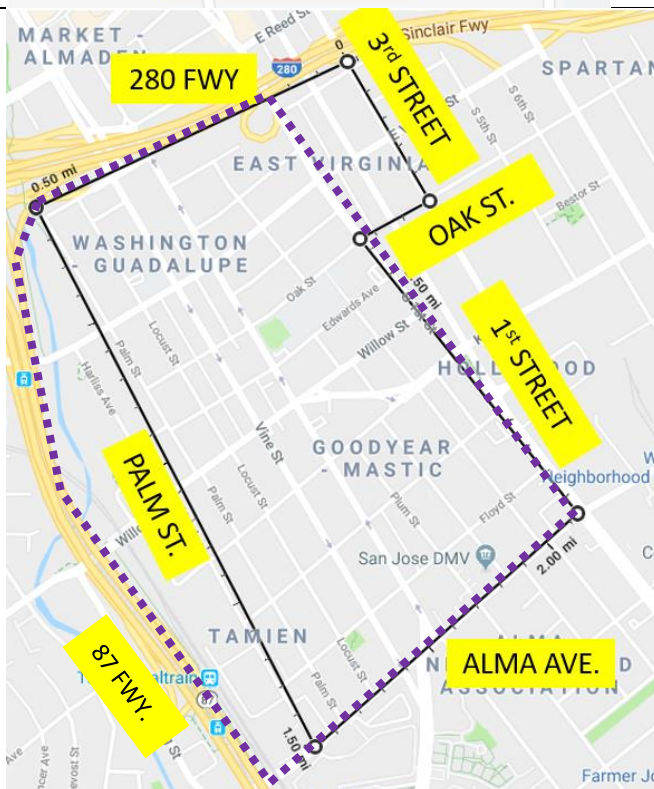 MARKET -
ALMADEN
E Reed St
Sinclair Fwy
280
280 FWY
3rd STREET
SPARTAN
S 5th St
S 6th St
EAST VIRGINIA
0.50 mi
Bestor St
OAK ST.
WASHINGTON
- GUADALUPE
Oak St
Edwards Ave
Willow St
.50 mi
1st STREET
Locust St
Palm St
Harliss Ave
Vine St
GOODYEAR
- MASTIC
Neighborhood
PALM ST.
Palm St
Locust St
Plum St
Floyd St
San Jose DMV
2.00 mi
TAMIEN
87 FWY.
87
Locust St
Palm St
ALMA AVE.
ASSOCIATION
1.50 mi
Farmer Jo